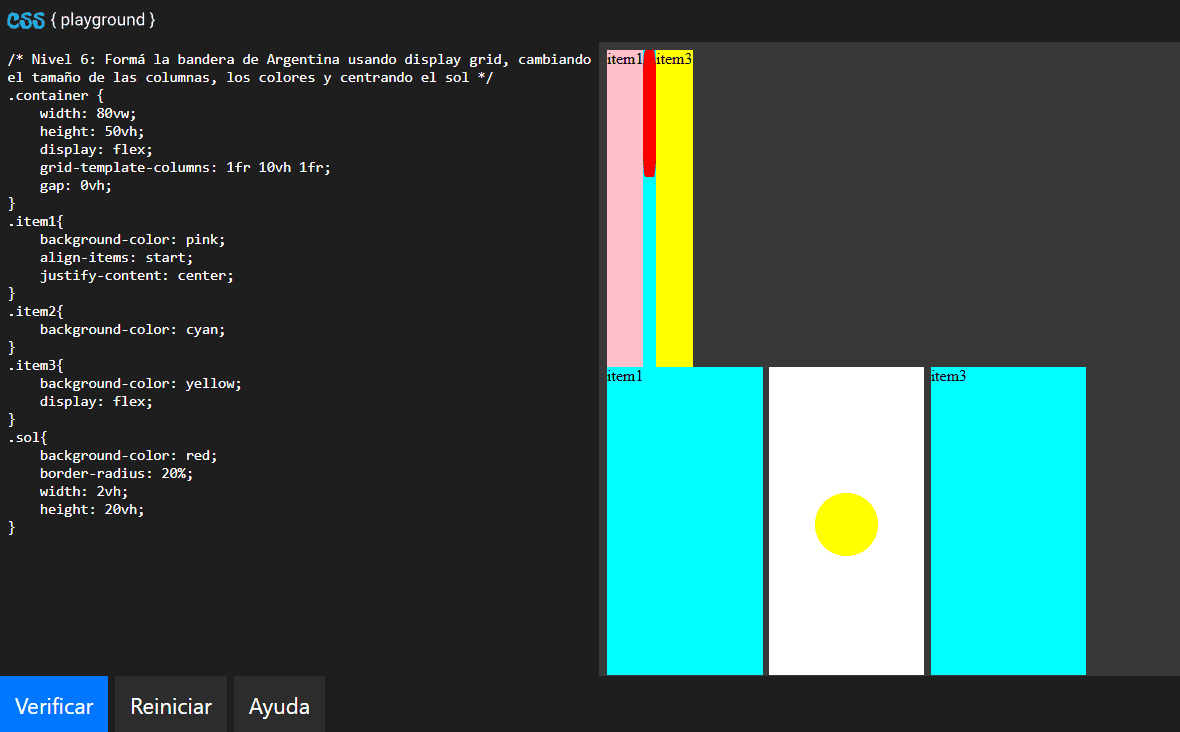 CSS { playground }
/* Nivel 6: Formá la bandera de Argentina usando display grid, cambiando
el tamaño de las columnas, los colores y centrando el sol */
.container {
    width: 80vw;
    height: 50vh;
    display: flex;
    grid-template-columns: 1fr 10vh 1fr;
    gap: 0vh;
}
.item1{
    background-color: pink;
    align-items: start;
    justify-content: center;
}
.item2{
    background-color: cyan;
}
.item3{
    background-color: yellow;
    display: flex;
}
.sol{
    background-color: red;
    border-radius: 20%;
    width: 2vh;
    height: 20vh;
}
item1 item3
item1 item3
Verificar Reiniciar Ayuda